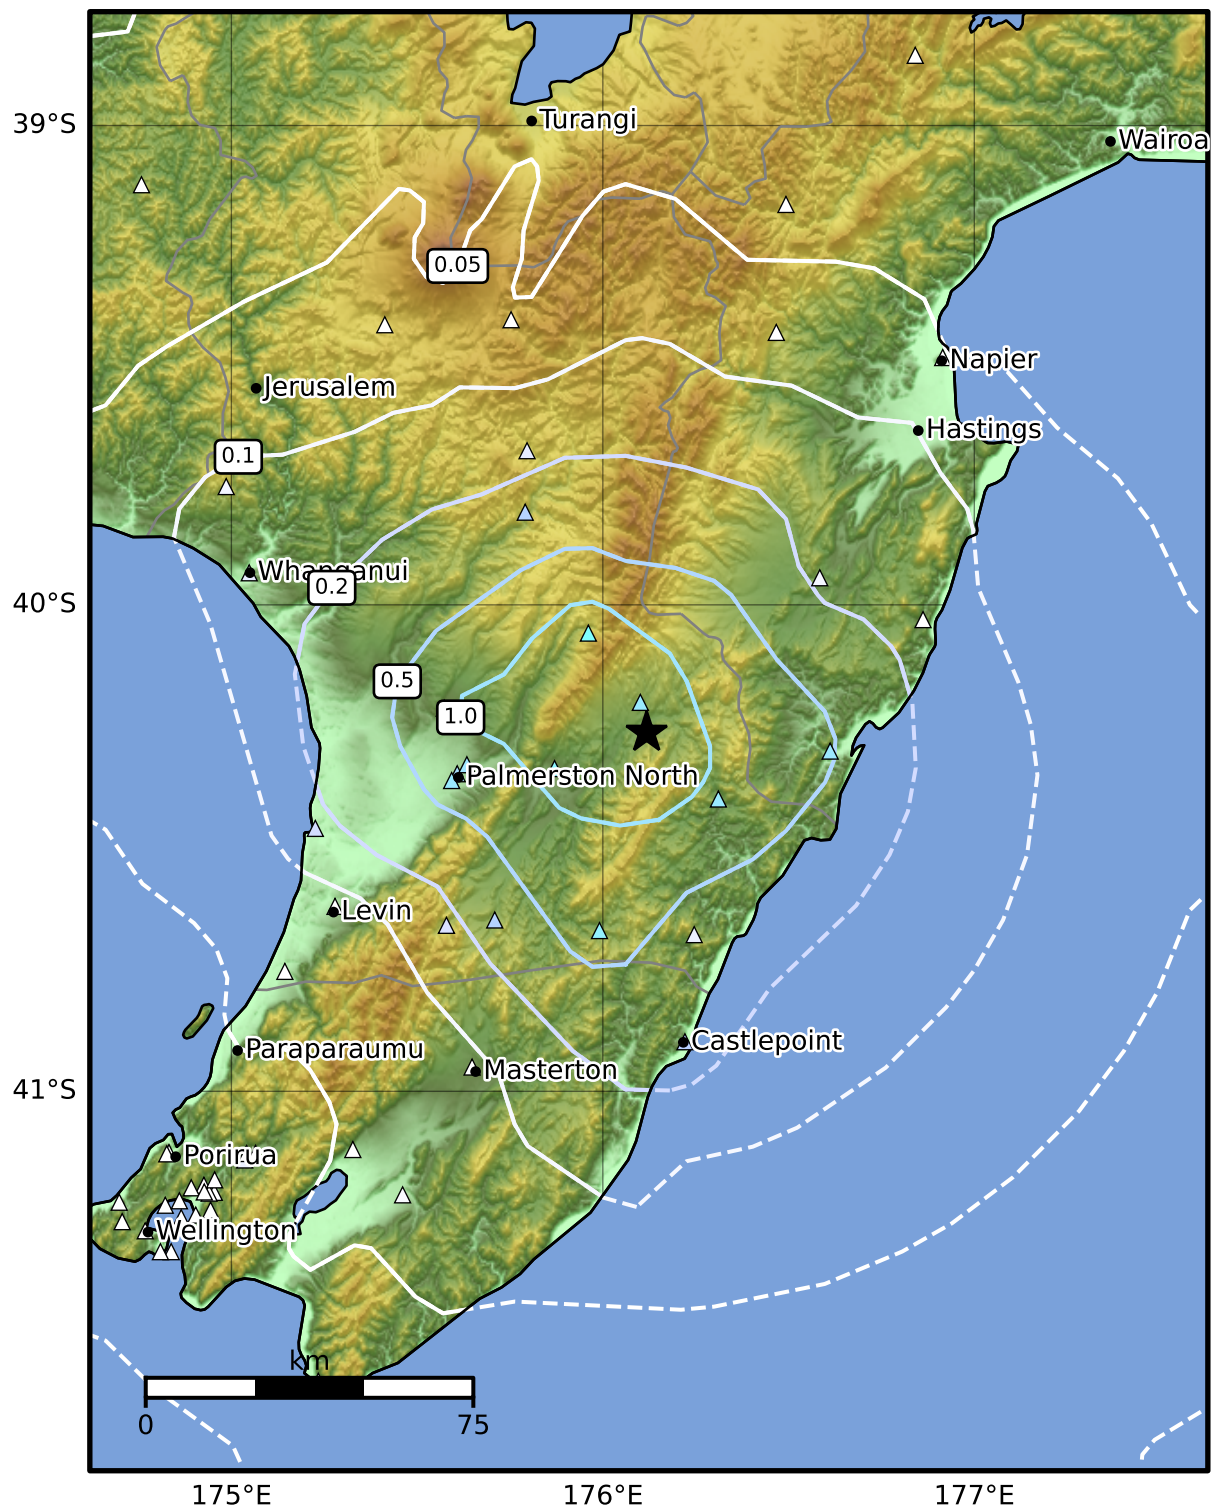 39°S
Turangi
Wairoa
0.05
Napier
Jerusalem
Hastings
0.1
Whanganui
0.2
40°S
0.5
1.0
Palmerston North
Levin
Castlepoint
Paraparaumu
Masterton
41°S
Porirua
Wellington
km
0 75
175°E 176°E 177°E